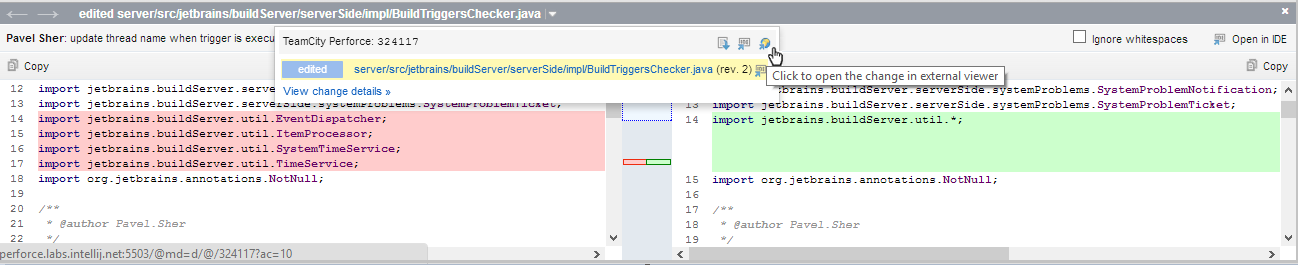 edited server/src/jetbrains/buildServer/serverSide/impl/BuildTriggersChecker.java
Pavel Sher: update thread name when trigger is execu
TeamCity Perforce: 324117
Ignore whitespaces
Open in IDE
edited server/src/jetbrains/buildServer/serverSide/impl/BuildTriggersChecker.java (rev. 2)
Click to open the change in external viewer
View change details »
Copy
12 import jetbrains.buildServer.serve
13 import jetbrains.buildServer.serverSide.systemProblems.SystemProblemTicket;
14 import jetbrains.buildServer.util.EventDispatcher;
15 import jetbrains.buildServer.util.ItemProcessor;
16 import jetbrains.buildServer.util.SystemTimeService;
17 import jetbrains.buildServer.util.TimeService;
18 import org.jetbrains.annotations.NotNull;
19
20 /**
21 * @author Pavel.Sher
22 */
perforce.labs.intellij.net:5503/@md=d/@/324117?ac=10
Copy
brains.buildServer.serverSide.systemProblems.SystemProblemNotification;
13 import jetbrains.buildServer.serverSide.systemProblems.SystemProblemTicket;
14 import jetbrains.buildServer.util.*;
15 import org.jetbrains.annotations.NotNull;
16
17 /**
18 * @author Pavel.Sher
19 */